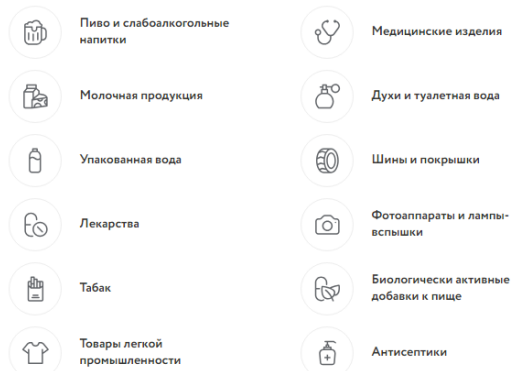 Пиво и слабоалкогольные
напитки
Молочная продукция
Упакованная вода
Лекарства
Табак
Товары легкой
промышленности
Медицинские изделия
Духи и туалетная вода
Шины и покрышки
Фотоаппараты и лампы-
вспышки
Биологически активные
добавки к пище
Антисептики